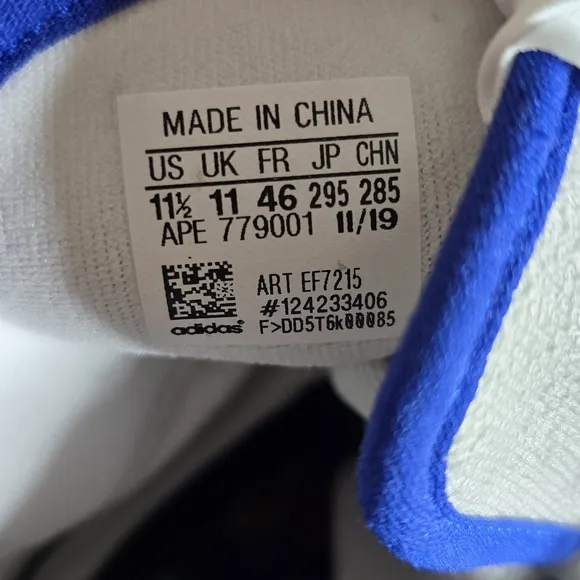 MADE IN CHINA
US UK FR JP CHN
11½ 11 46 295 285
APE 779001 11/19
ART EF7215
#124233406
adidas F>DD5T6k00085